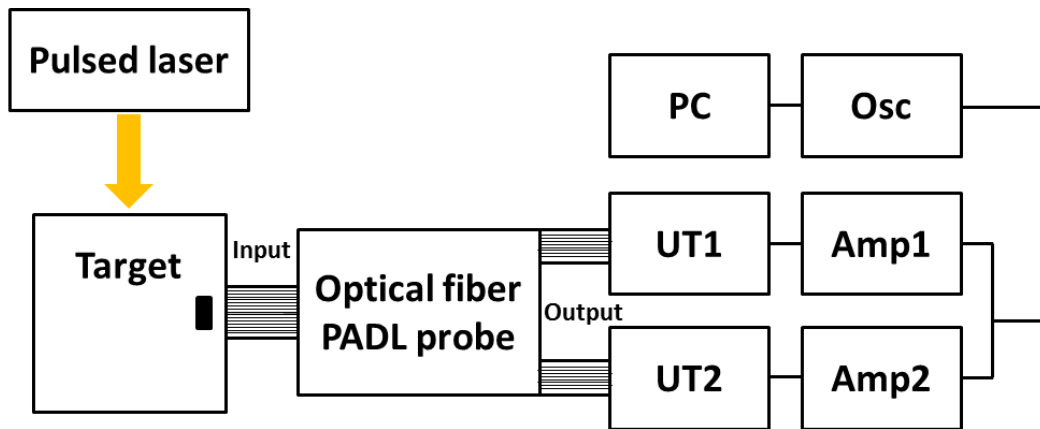 Pulsed laser
PC
Osc
Target
Input
Optical fiber
PADL probe
Output
UT1
Amp1
UT2
Amp2